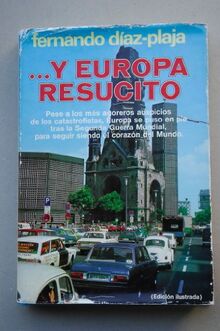 fernando díaz-plaja
...Y EUROPA
RESUCITO
Pese a los más agoreros auspicios
de los catastrofistas, Europa se puso en pie
tras la Segunda Guerra Mundial,
para seguir siendo el corazón del Mundo.
(Edición ilustrada)